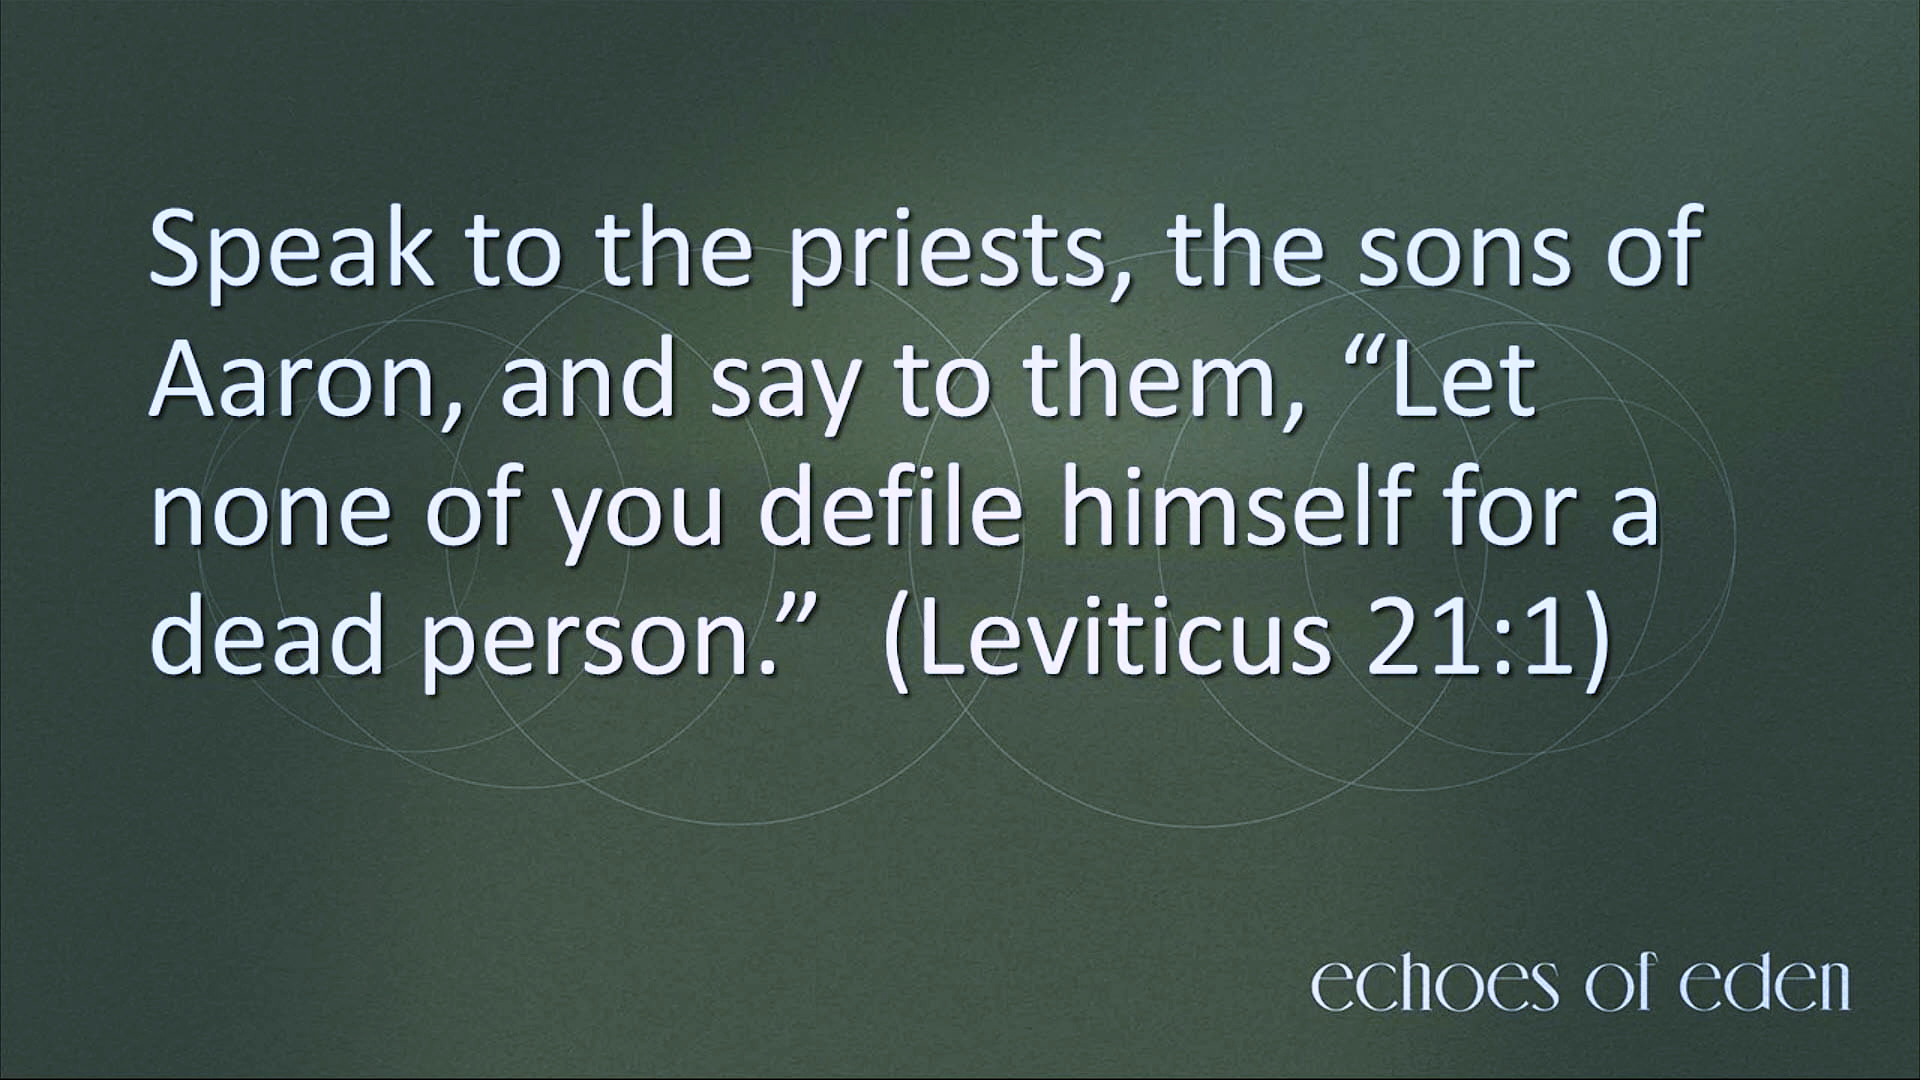 Speak to the priests, the sons of
Aaron, and say to them, “Let
none of you defile himself for a
dead person.”  (Leviticus 21:1)
echoes of eden